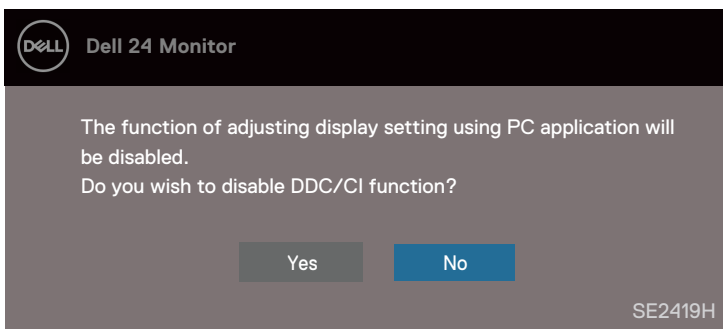 DELL
Dell 24 Monitor
The function of adjusting display setting using PC application will
be disabled.
Do you wish to disable DDC/CI function?
Yes
No
SE2419H